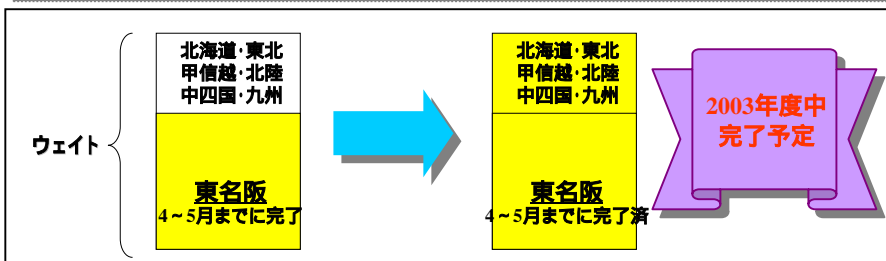 ウェイト
北海道・東北
甲信越・北陸
中四国・九州
東名阪
4～5月までに完了
北海道・東北
甲信越・北陸
中四国・九州
東名阪
4～5月までに完了済
2003年度中
完了予定